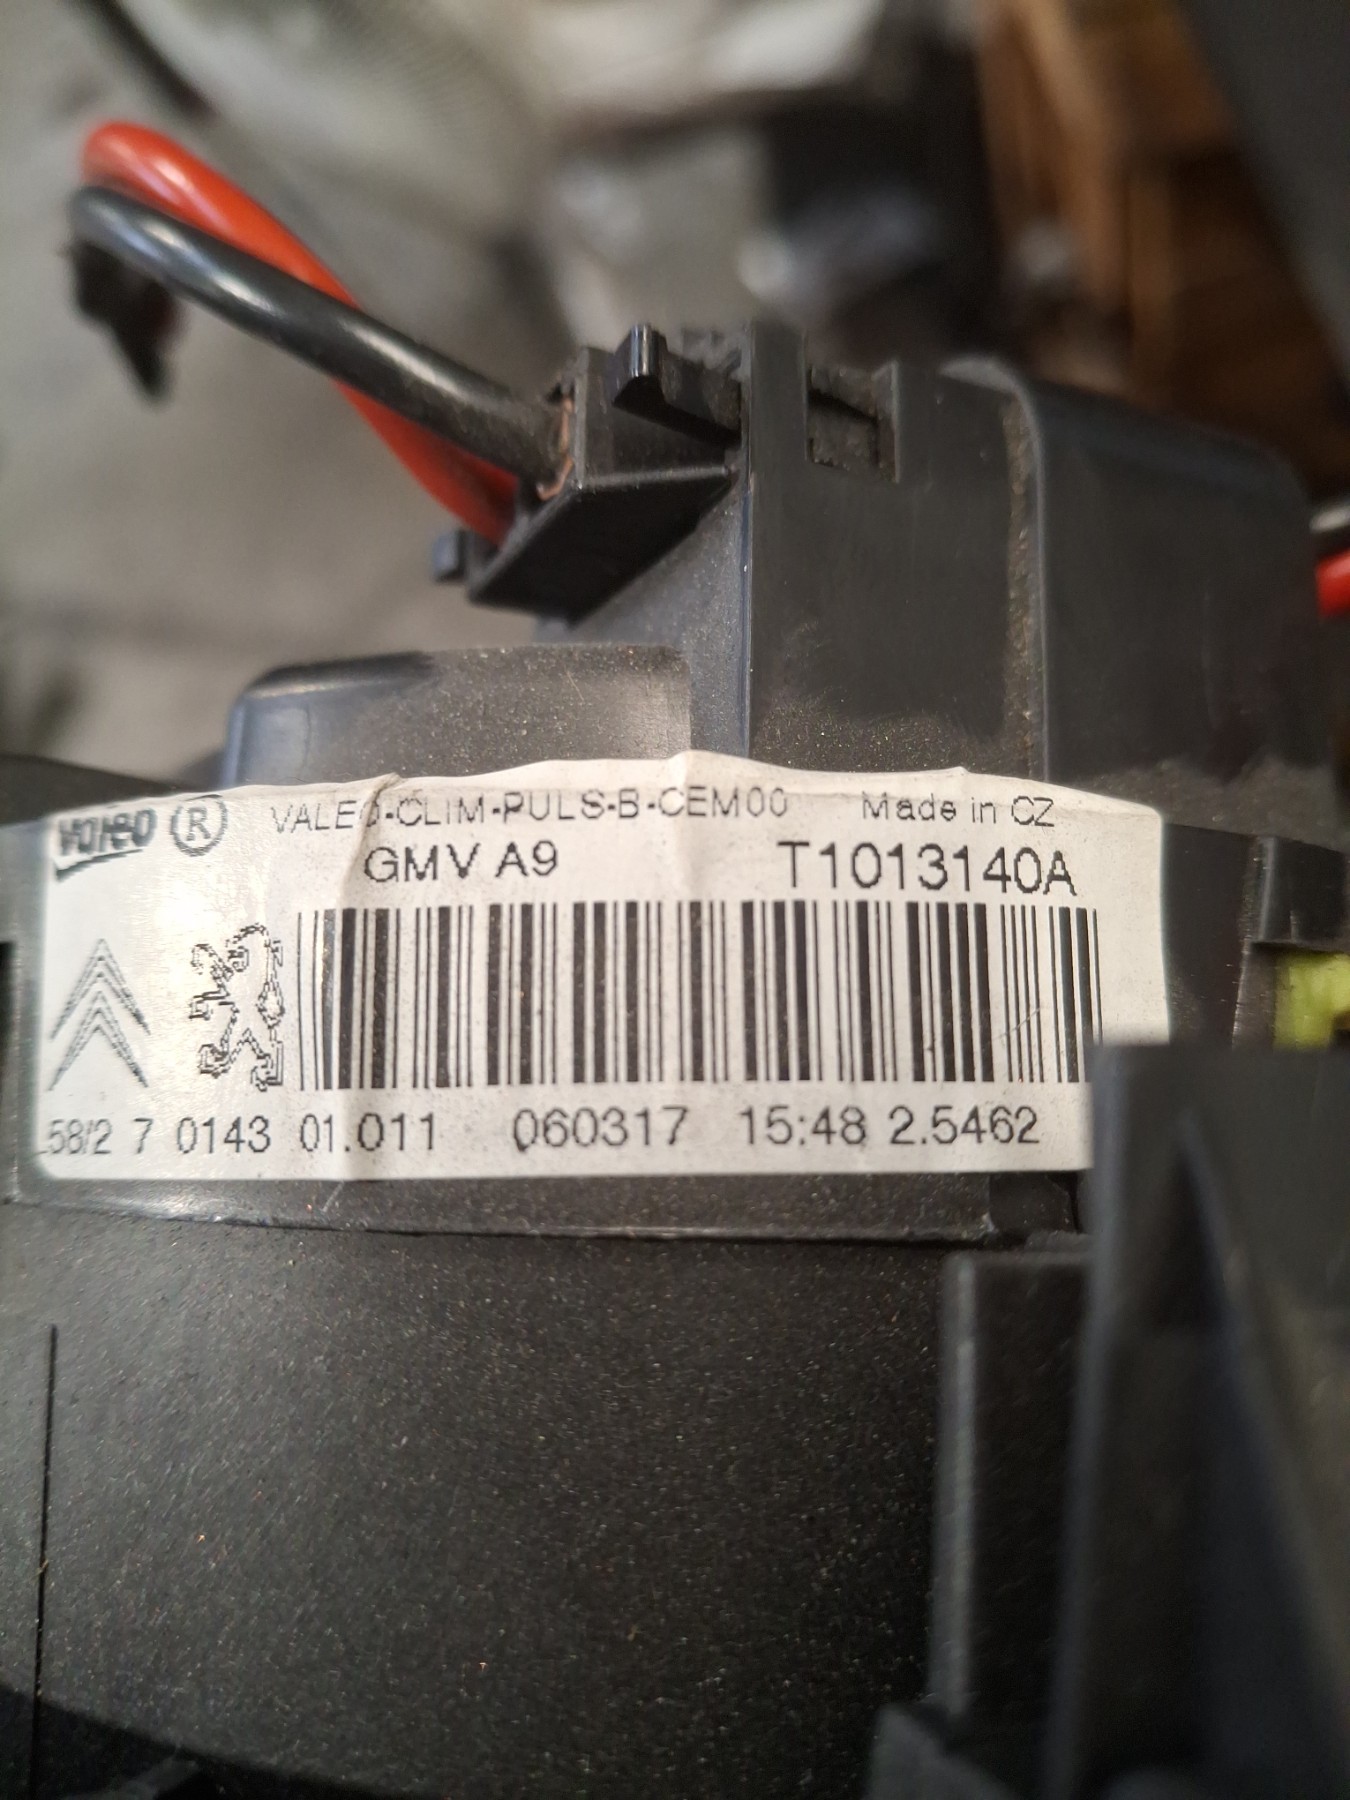 Valeo ® VALEO-CLIM-PULS-B-CEM00 Made in CZ
GMV A9 T1013140A
58/2 7 0143 01.011 060317 15:48 2.5462